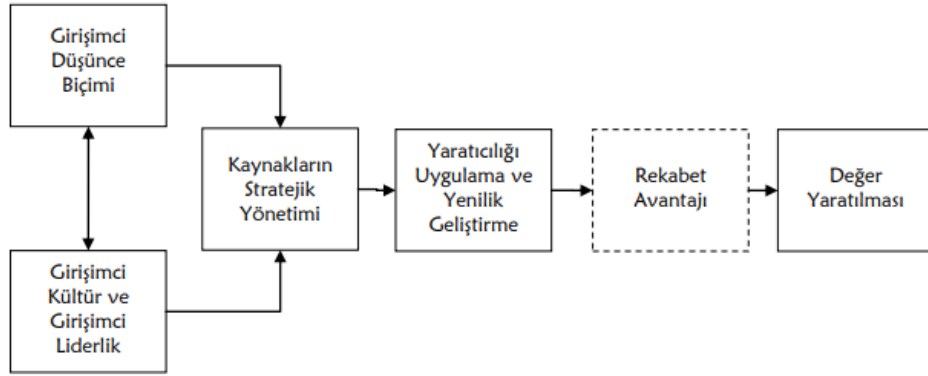 Girişimci
Düşünce
Biçimi
Girişimci
Kültür ve
Girişimci
Liderlik
Kaynakların
Stratejik
Yönetimi
Yaratıcılığı
Uygulama ve
Yenilik
Geliştirme
Rekabet
Avantajı
Değer
Yaratılması